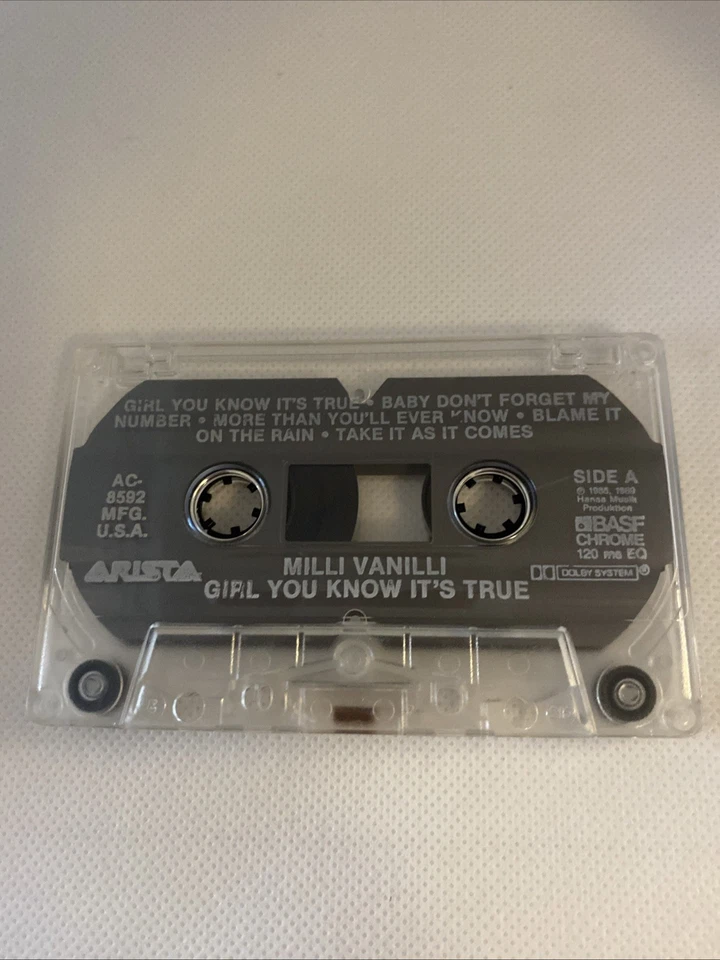 GIRL YOU KNOW IT'S TRUE • BABY DON'T FORGET MY
NUMBER • MORE THAN YOU'LL EVER KNOW • BLAME IT
ON THE RAIN • TAKE IT AS IT COMES
AC-
8592
MFG.
U.S.A.
SIDE A
℗ 1988, 1989
Hansa Musik
Produktion
BASF
CHROME
120 ms EQ
ARISTA
MILLI VANILLI
GIRL YOU KNOW IT'S TRUE
DOLBY SYSTEM ®